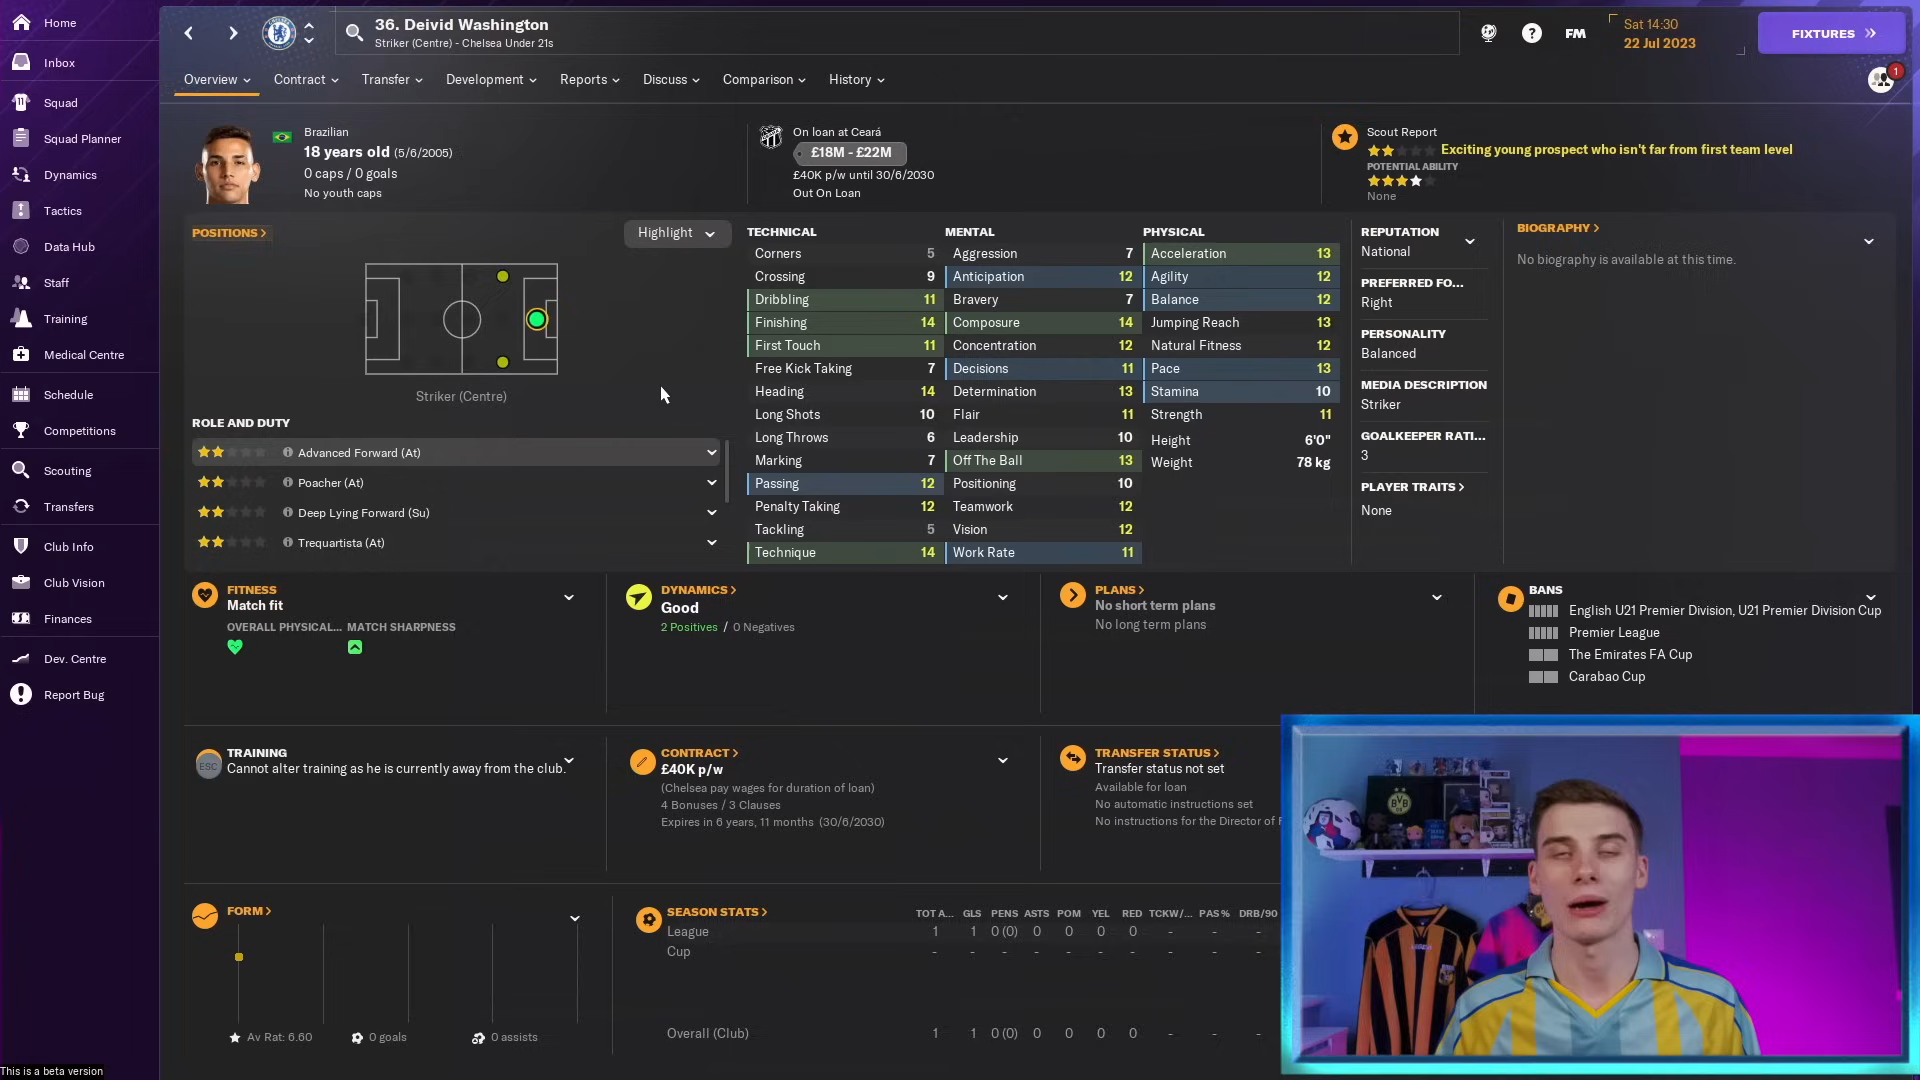 Home
Inbox
Squad
Squad Planner
Dynamics
Tactics
Data Hub
Staff
Training
Medical Centre
Schedule
Competitions
Scouting
Transfers
Club Info
Club Vision
Finances
Dev. Centre
Report Bug
This is a beta version
36. Deivid Washington
Striker (Centre) - Chelsea Under 21s
FM
Sat 14:30
22 Jul 2023
FIXTURES
1
Overview
Contract
Transfer
Development
Reports
Discuss
Comparison
History
Brazilian
18 years old (5/6/2005)
0 caps / 0 goals
No youth caps
On loan at Ceará
£18M - £22M
£40K p/w until 30/6/2030
Out On Loan
Scout Report
Exciting young prospect who isn't far from first team level
POTENTIAL ABILITY
None
POSITIONS
Highlight
Striker (Centre)
ROLE AND DUTY
Advanced Forward (At)
Poacher (At)
Deep Lying Forward (Su)
Trequartista (At)
TECHNICAL
Corners 5
Crossing 9
Dribbling 11
Finishing 14
First Touch 11
Free Kick Taking 7
Heading 14
Long Shots 10
Long Throws 6
Marking 7
Passing 12
Penalty Taking 12
Tackling 5
Technique 14
MENTAL
Aggression 7
Anticipation 12
Bravery 7
Composure 14
Concentration 12
Decisions 11
Determination 13
Flair 11
Leadership 10
Off The Ball 13
Positioning 10
Teamwork 12
Vision 12
Work Rate 11
PHYSICAL
Acceleration 13
Agility 12
Balance 12
Jumping Reach 13
Natural Fitness 12
Pace 13
Stamina 10
Strength 11
Height 6'0"
Weight 78 kg
REPUTATION
National
PREFERRED FO...
Right
PERSONALITY
Balanced
MEDIA DESCRIPTION
Striker
GOALKEEPER RATI...
3
PLAYER TRAITS
None
BIOGRAPHY
No biography is available at this time.
FITNESS
Match fit
OVERALL PHYSICAL... MATCH SHARPNESS
DYNAMICS
Good
2 Positives / 0 Negatives
PLANS
No short term plans
No long term plans
BANS
English U21 Premier Division, U21 Premier Division Cup
Premier League
The Emirates FA Cup
Carabao Cup
ESC
TRAINING
Cannot alter training as he is currently away from the club.
CONTRACT
£40K p/w
(Chelsea pay wages for duration of loan)
4 Bonuses / 3 Clauses
Expires in 6 years, 11 months (30/6/2030)
TRANSFER STATUS
Transfer status not set
Available for loan
No automatic instructions set
No instructions for the Director of F
FORM
Av Rat: 6.60
0 goals
0 assists
SEASON STATS
TOT A... GLS PENS ASTS POM YEL RED TCKW/... PAS% DRB/90
League 1 1 0 (0) 0 0 0 0 - - -
Cup - - - - - - - - - -
Overall (Club) 1 1 0 (0) 0 0 0 0 - - -
BVB
09